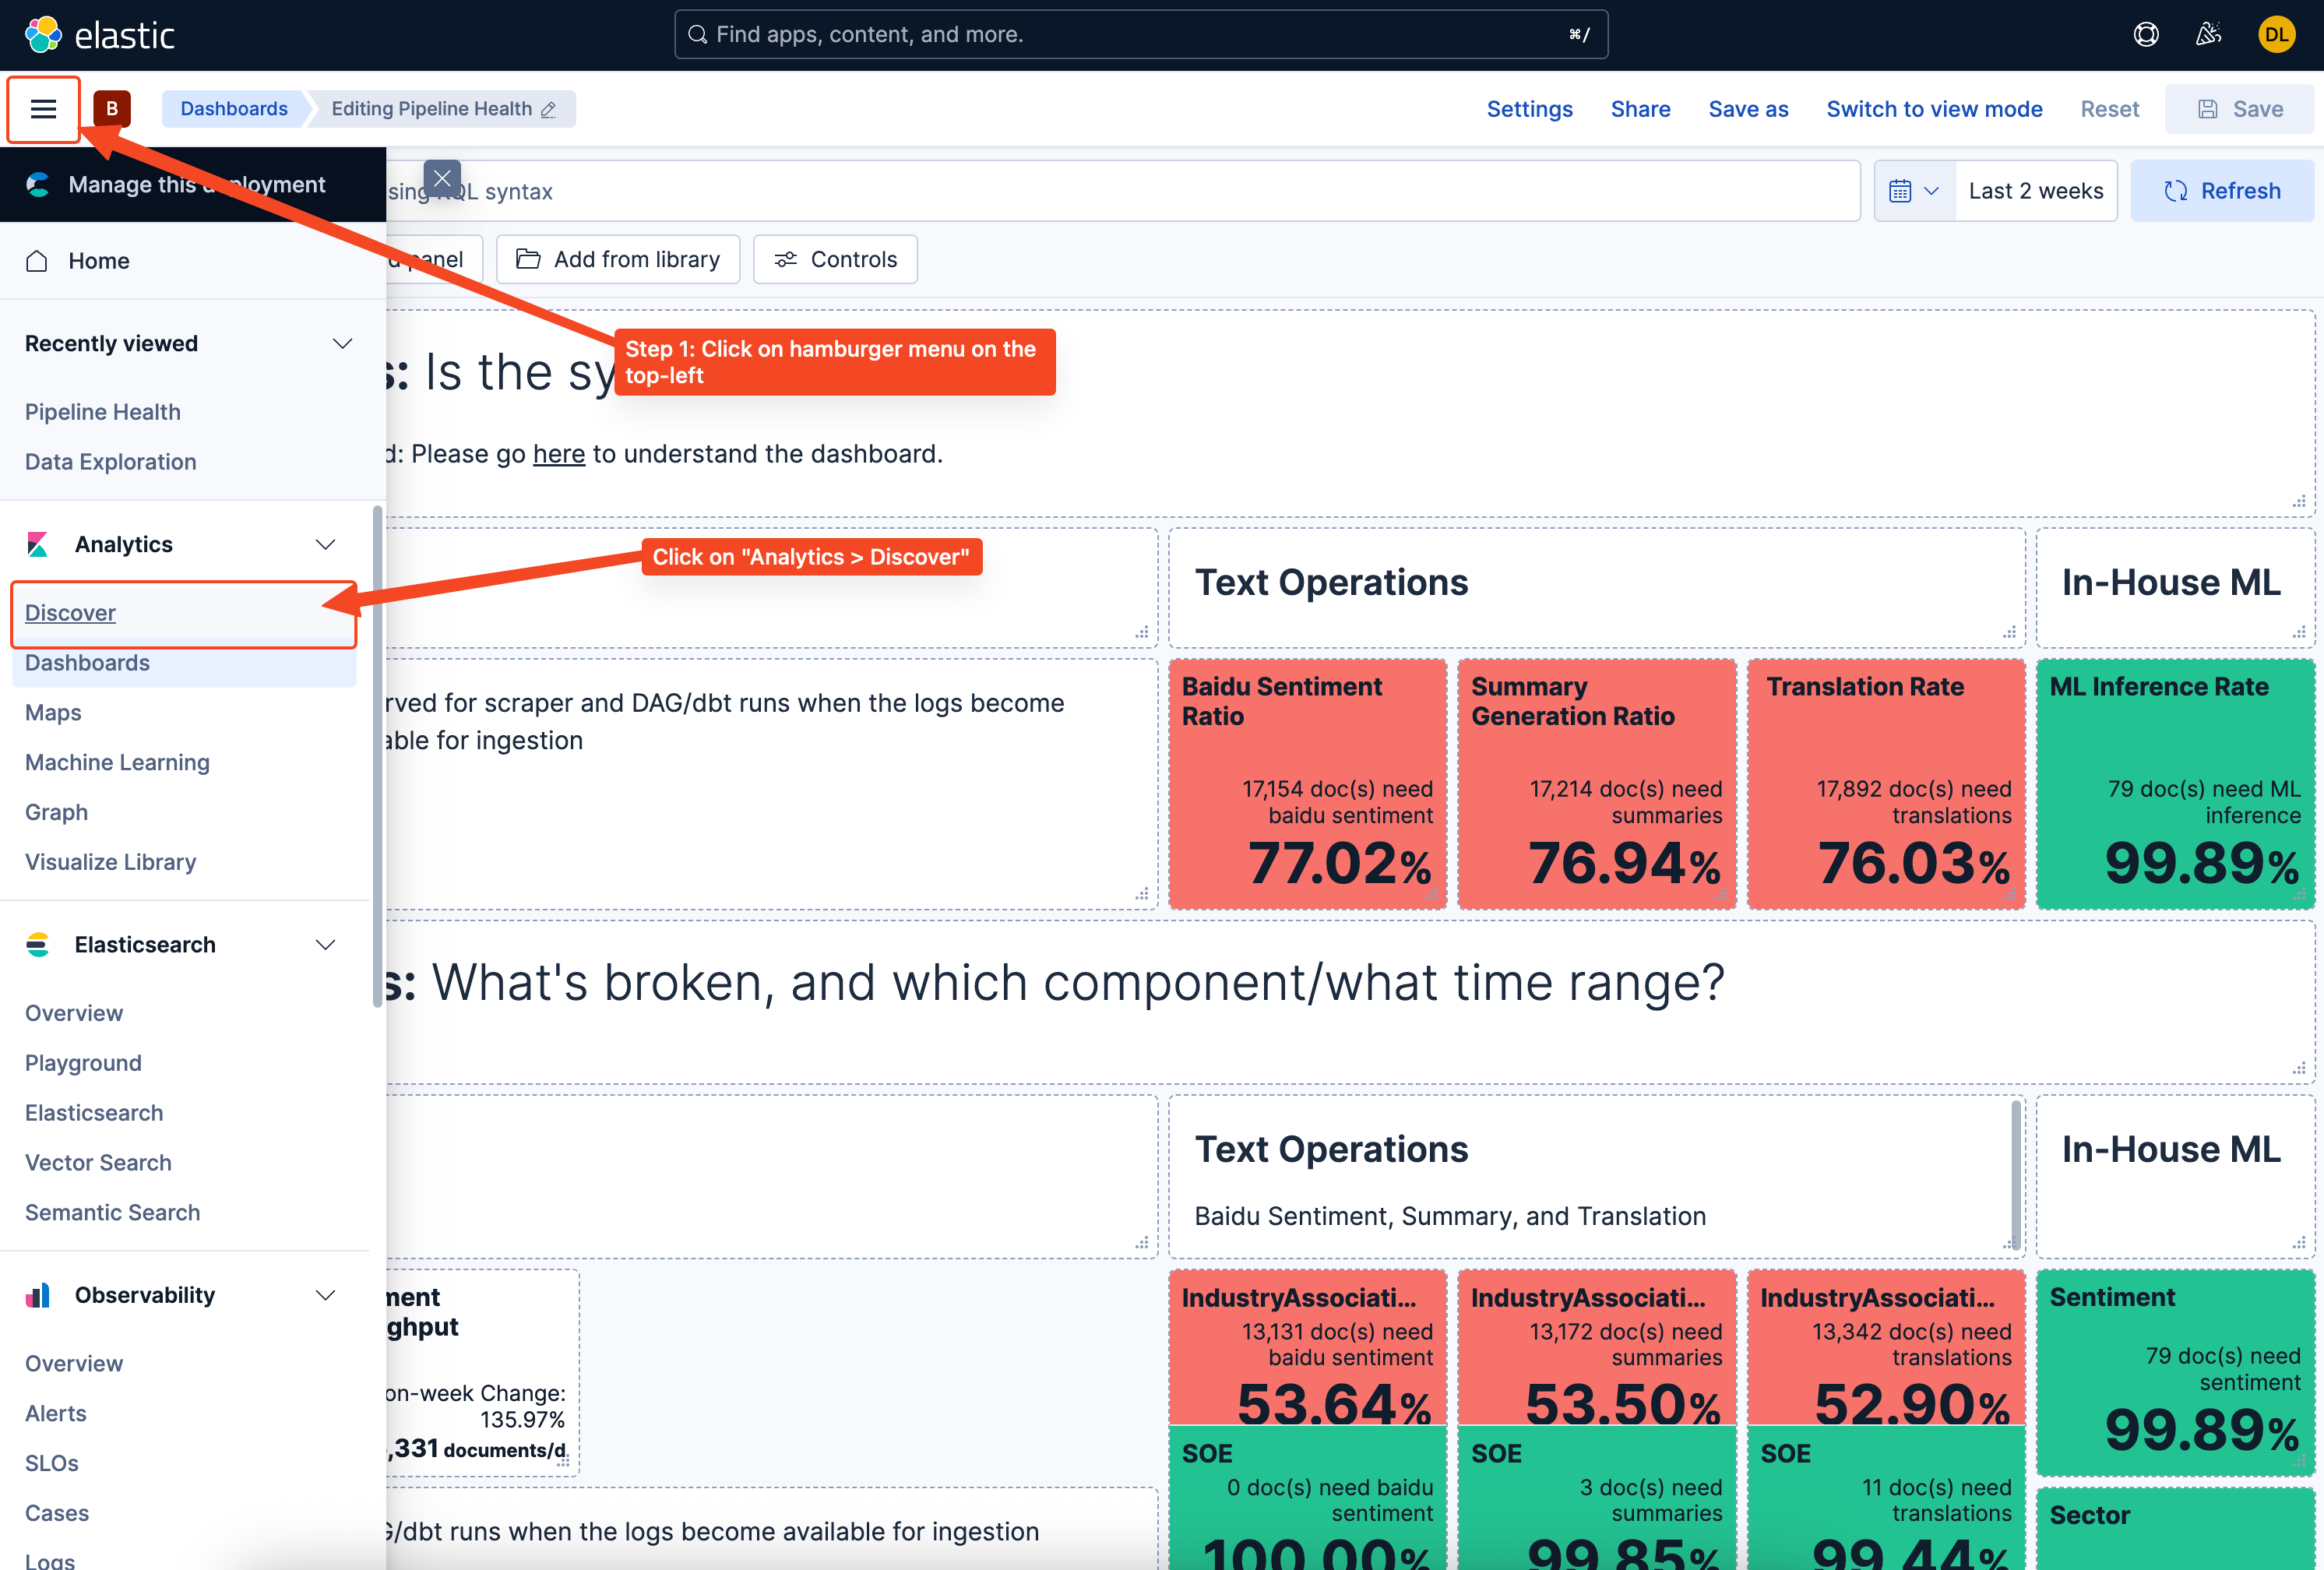 elastic
Find apps, content, and more.
⌘/
DL
B
Dashboards
Editing Pipeline Health
Settings
Share
Save as
Switch to view mode
Reset
Save
Manage this deployment
sing KQL syntax
Last 2 weeks
Refresh
Home
d panel
Add from library
Controls
Recently viewed
Pipeline Health
Data Exploration
s: Is the sy
Step 1: Click on hamburger menu on the
top-left
d: Please go here to understand the dashboard.
Analytics
Click on "Analytics > Discover"
Discover
Dashboards
Maps
Machine Learning
Graph
Visualize Library
Text Operations
In-House ML
rved for scraper and DAG/dbt runs when the logs become
able for ingestion
Baidu Sentiment
Ratio
17,154 doc(s) need
baidu sentiment
77.02%
Summary
Generation Ratio
17,214 doc(s) need
summaries
76.94%
Translation Rate
17,892 doc(s) need
translations
76.03%
ML Inference Rate
79 doc(s) need ML
inference
99.89%
Elasticsearch
Overview
Playground
Elasticsearch
Vector Search
Semantic Search
s: What's broken, and which component/what time range?
Text Operations
Baidu Sentiment, Summary, and Translation
In-House ML
Observability
Overview
Alerts
SLOs
Cases
Logs
ment
ghput
on-week Change:
135.97%
,331 documents/d
IndustryAssociati...
13,131 doc(s) need
baidu sentiment
53.64%
IndustryAssociati...
13,172 doc(s) need
summaries
53.50%
IndustryAssociati...
13,342 doc(s) need
translations
52.90%
Sentiment
79 doc(s) need
sentiment
99.89%
SOE
0 doc(s) need baidu
sentiment
100.00%
SOE
3 doc(s) need
summaries
99.85%
SOE
11 doc(s) need
translations
99.44%
Sector
G/dbt runs when the logs become available for ingestion